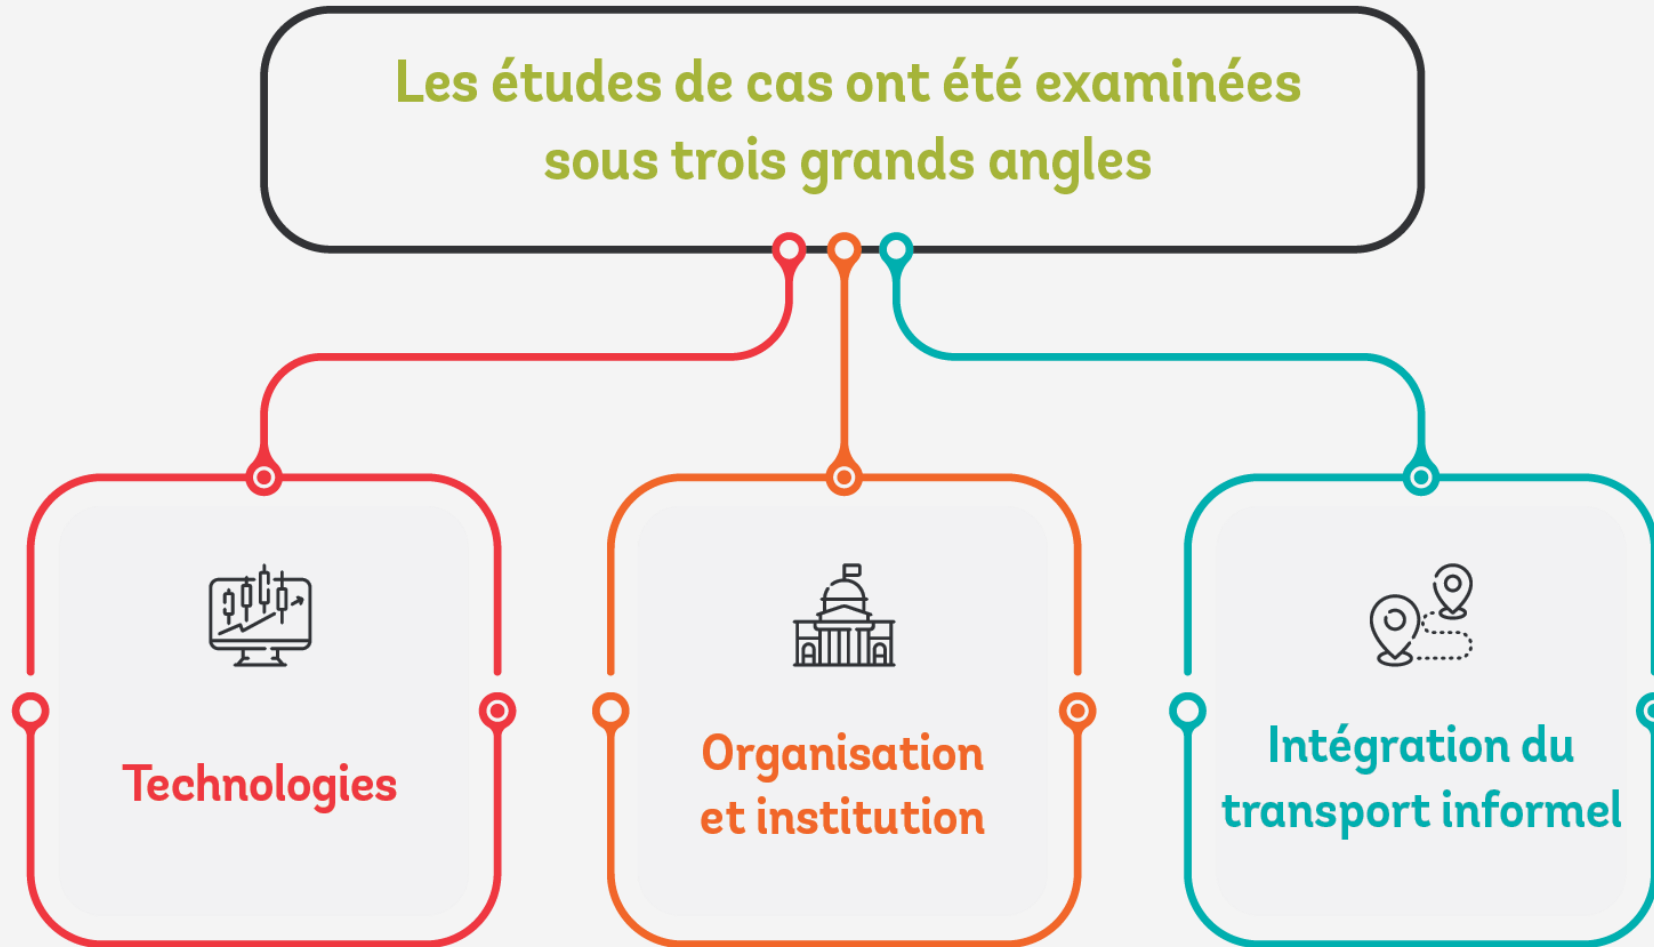 Les études de cas ont été examinées
sous trois grands angles
Technologies
Organisation
et institution
Intégration du
transport informel